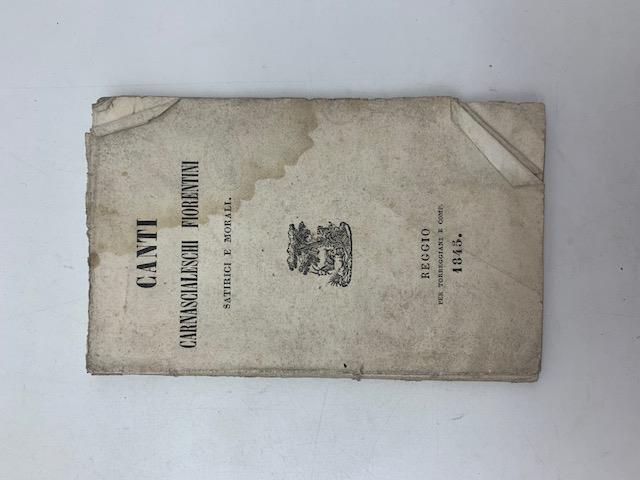 CANTI
CARNASCIALESCHI FIORENTINI
SATIRICI E MORALI.
REGGIO
PER TORREGGIANI E COMP.
1845.